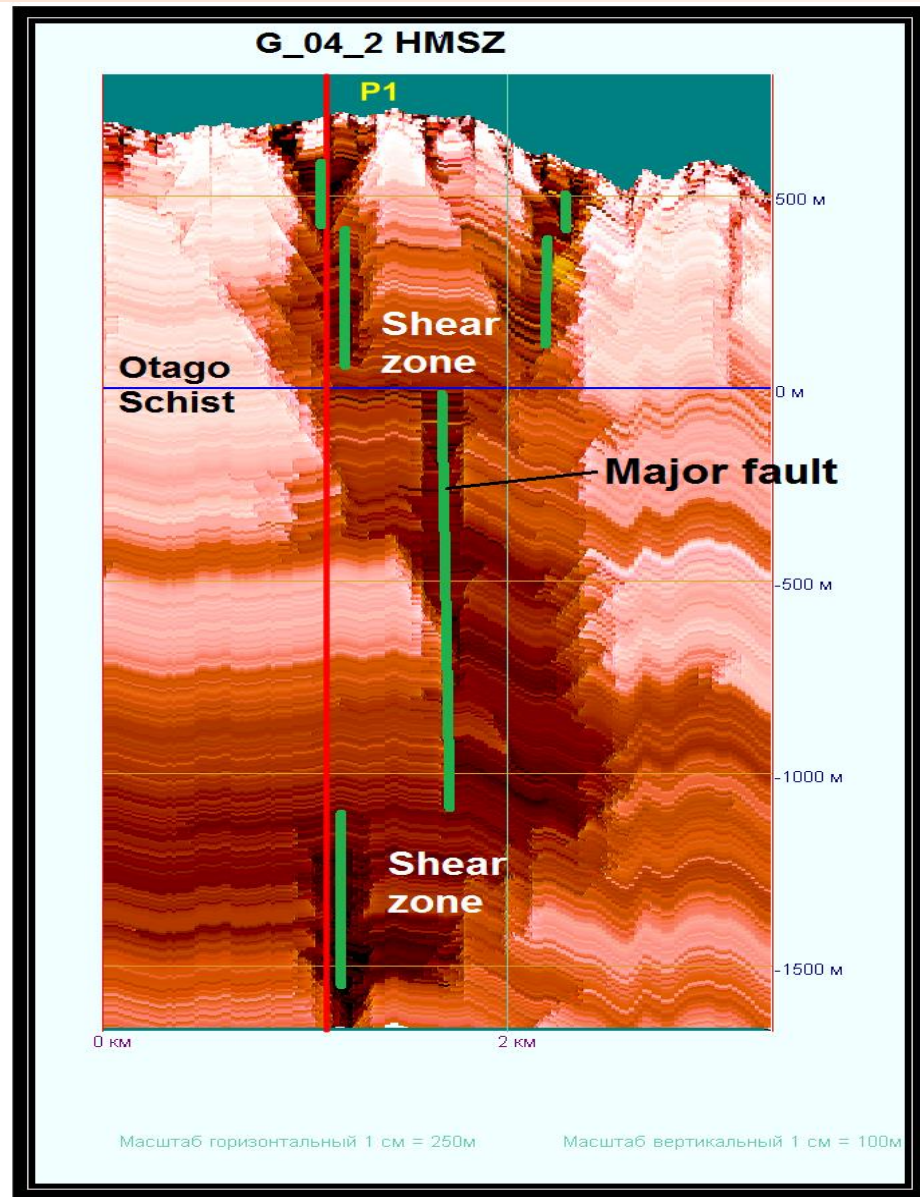 G_04_2 HMSZ
P1
500 м
Shear
zone
Otago
Schist
0 м
Major fault
-500 м
-1000 м
Shear
zone
-1500 м
0 км
2 км
Масштаб горизонтальный 1 см = 250м
Масштаб вертикальный 1 см = 100м